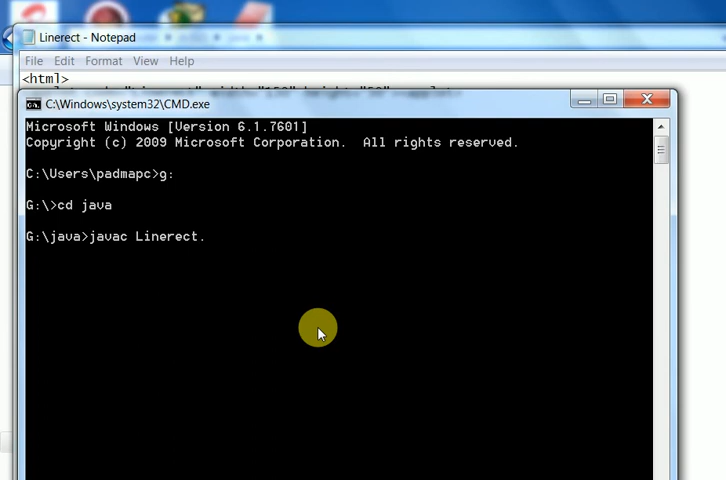 Linerect - Notepad
File Edit Format View Help
<html>
C:\Windows\system32\CMD.exe
Microsoft Windows [Version 6.1.7601]
Copyright (c) 2009 Microsoft Corporation. All rights reserved.
C:\Users\padmapc>g:
G:\>cd java
G:\java>javac Linerect.